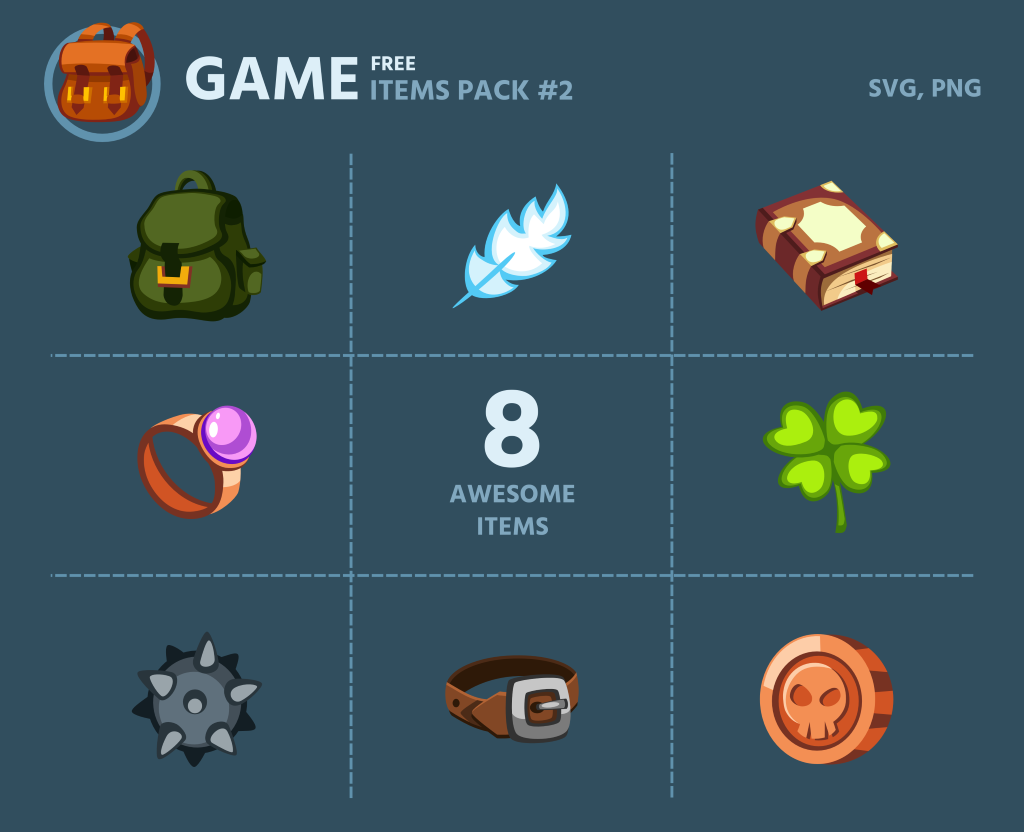 GAME FREE
ITEMS PACK #2
SVG, PNG
8
AWESOME
ITEMS